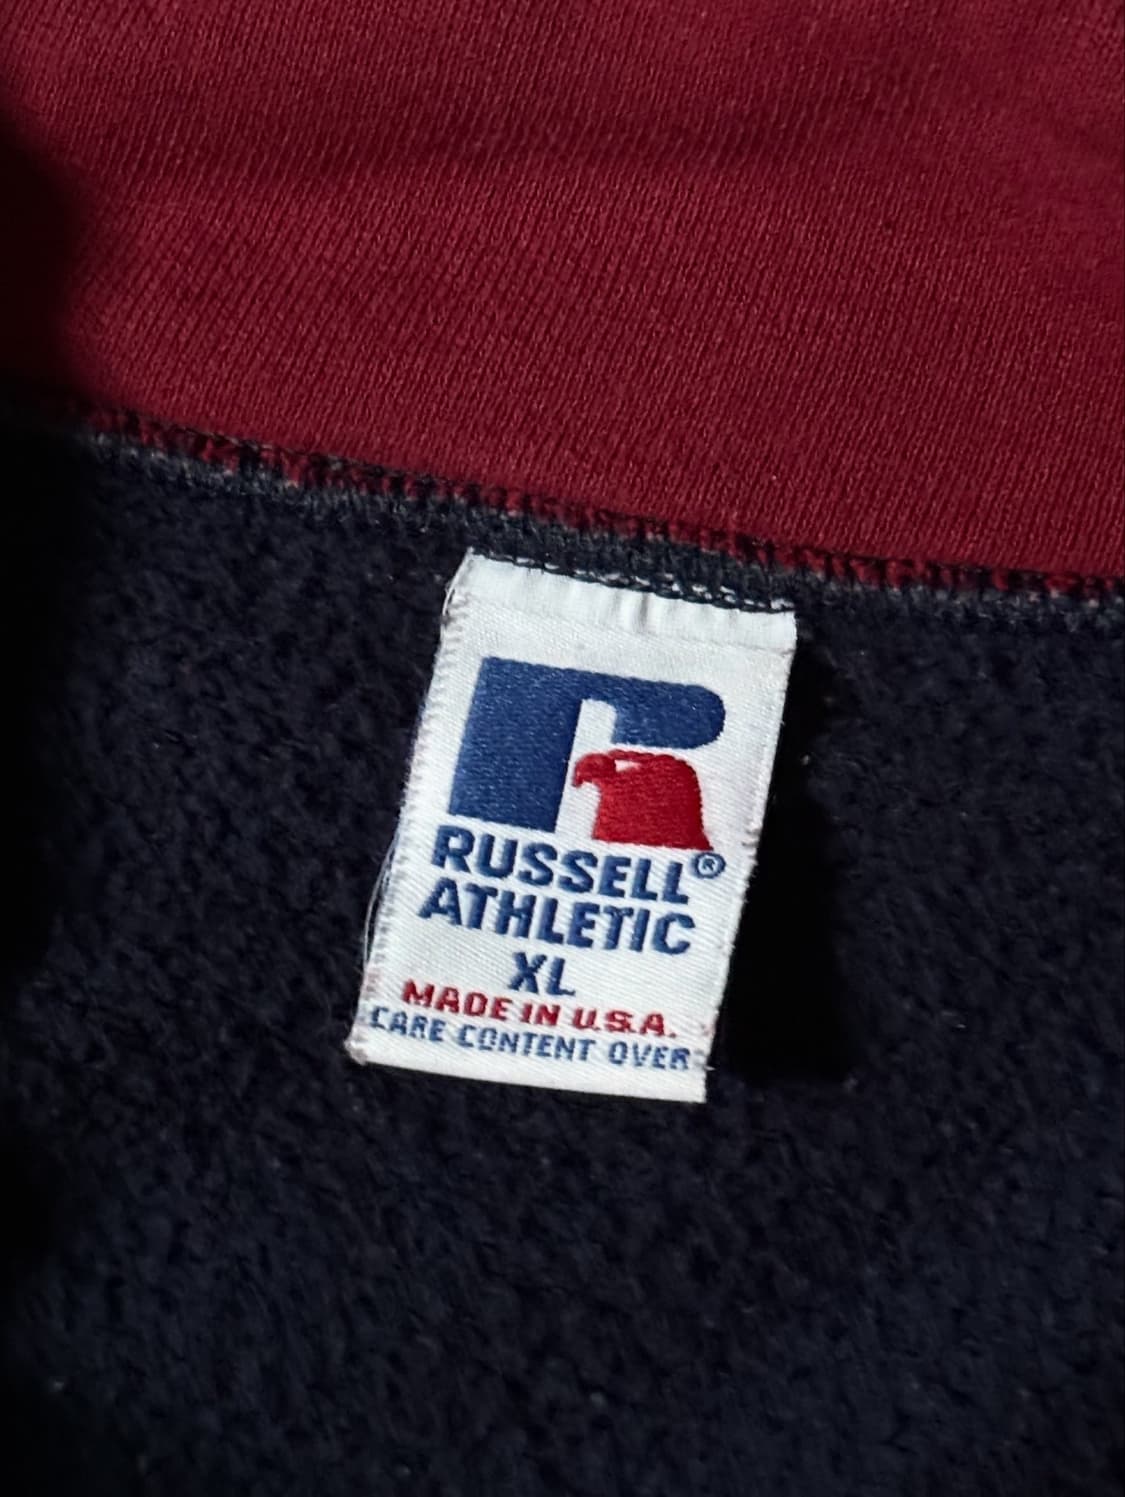 RUSSELL®
ATHLETIC
XL
MADE IN U.S.A.
CARE CONTENT OVER